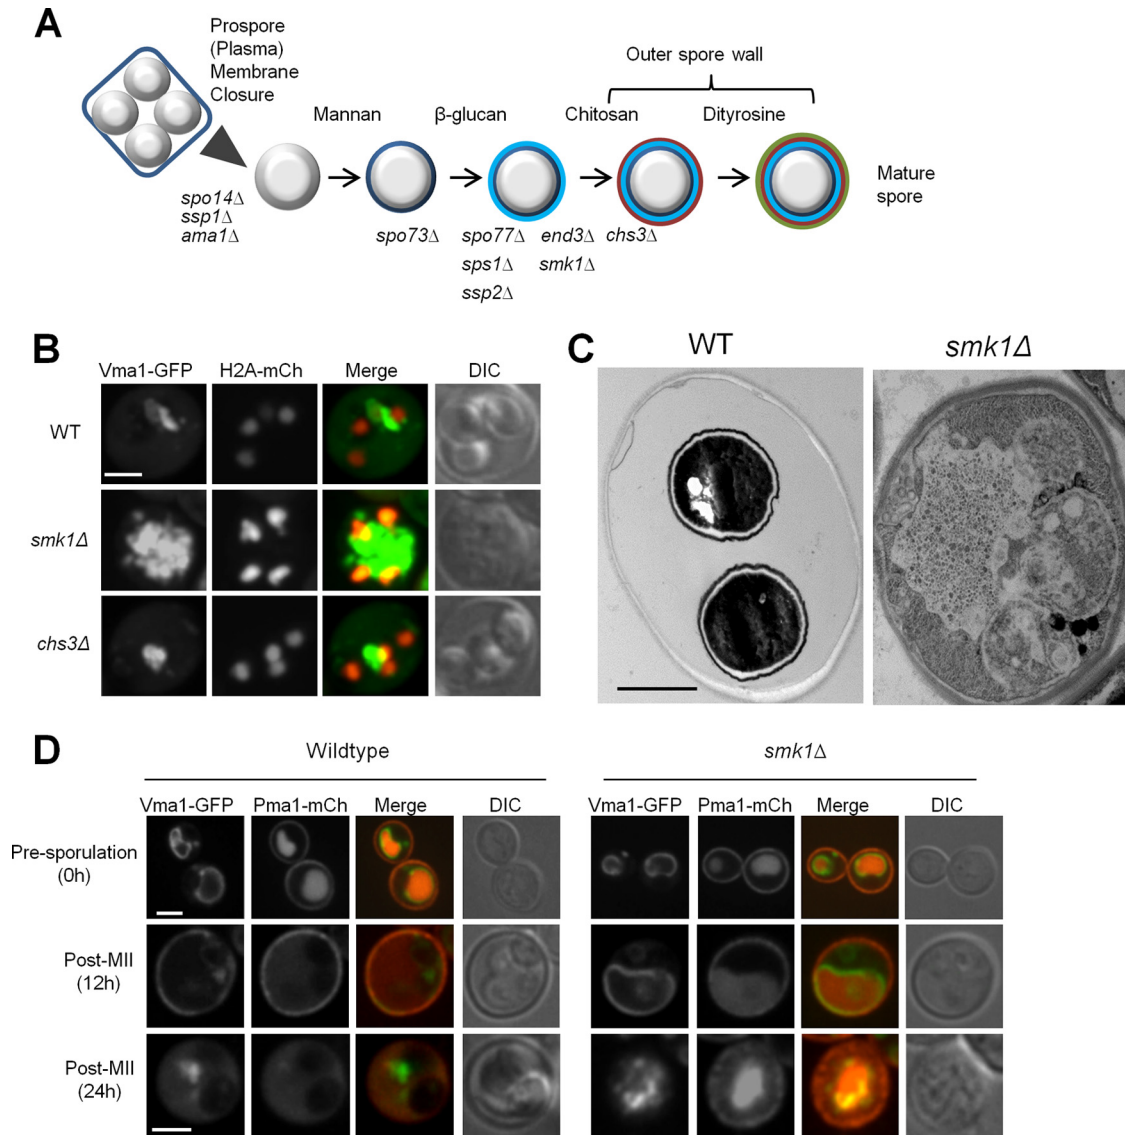 A
Prospore
(Plasma)
Membrane
Closure
Outer spore wall
Mannan
β-glucan
Chitosan
Dityrosine
Mature
spore
spo14Δ
ssp1Δ
ama1Δ
spo73Δ
spo77Δ
sps1Δ
ssp2Δ
end3Δ
smk1Δ
chs3Δ
B
Vma1-GFP H2A-mCh Merge DIC
WT
smk1Δ
chs3Δ
C
WT
smk1Δ
D
Wildtype
smk1Δ
Vma1-GFP Pma1-mCh Merge DIC
Vma1-GFP Pma1-mCh Merge DIC
Pre-sporulation
(0h)
Post-MII
(12h)
Post-MII
(24h)